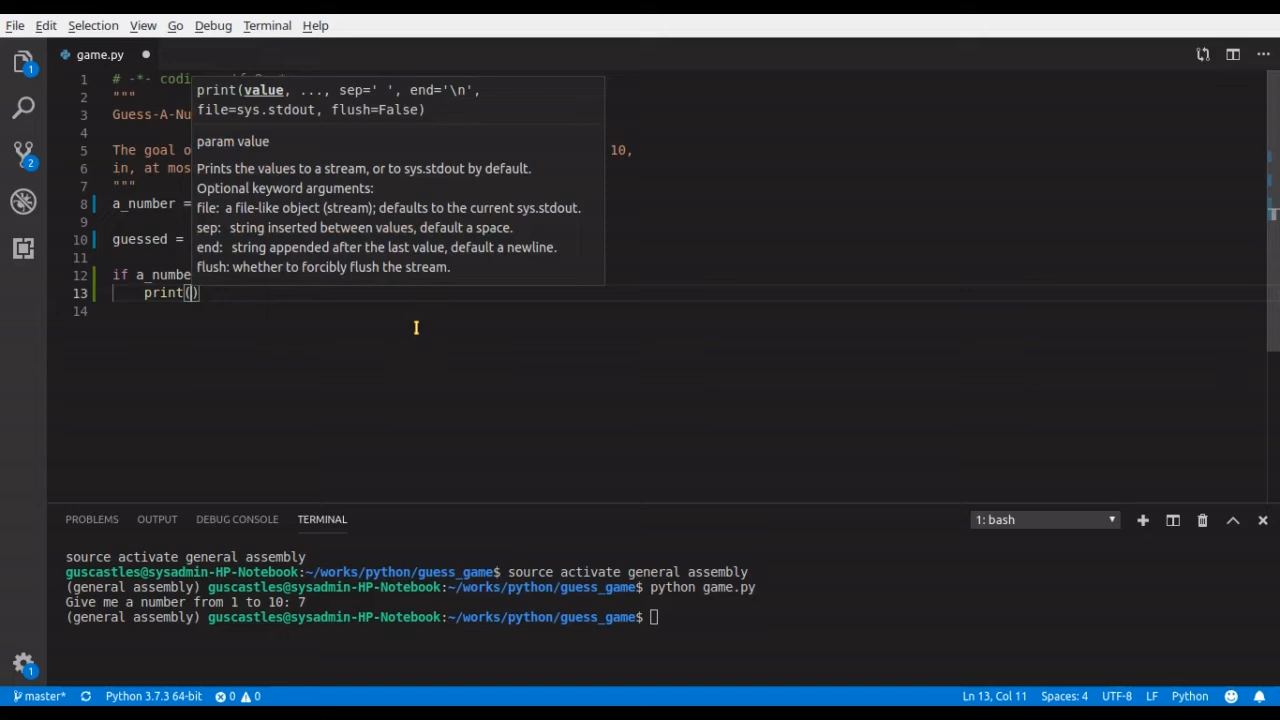 File Edit Selection View Go Debug Terminal Help
game.py
1 # -*-
2 """
3 Guess-A-Nu
4
5 The goal o 10,
6 in, at mos
7 """
8 a_number =
9
10 guessed =
11
12 if a_numbe
13 print()
14
print(value, ..., sep=' ', end='\n',
file=sys.stdout, flush=False)
param value
Prints the values to a stream, or to sys.stdout by default.
Optional keyword arguments:
file: a file-like object (stream); defaults to the current sys.stdout.
sep: string inserted between values, default a space.
end: string appended after the last value, default a newline.
flush: whether to forcibly flush the stream.
1
2
1
PROBLEMS OUTPUT DEBUG CONSOLE TERMINAL 1: bash
source activate general assembly
guscastles@sysadmin-HP-Notebook:~/works/python/guess_game$ source activate general assembly
(general assembly) guscastles@sysadmin-HP-Notebook:~/works/python/guess_game$ python game.py
Give me a number from 1 to 10: 7
(general assembly) guscastles@sysadmin-HP-Notebook:~/works/python/guess_game$
master* Python 3.7.3 64-bit 0 0 Ln 13, Col 11 Spaces: 4 UTF-8 LF Python